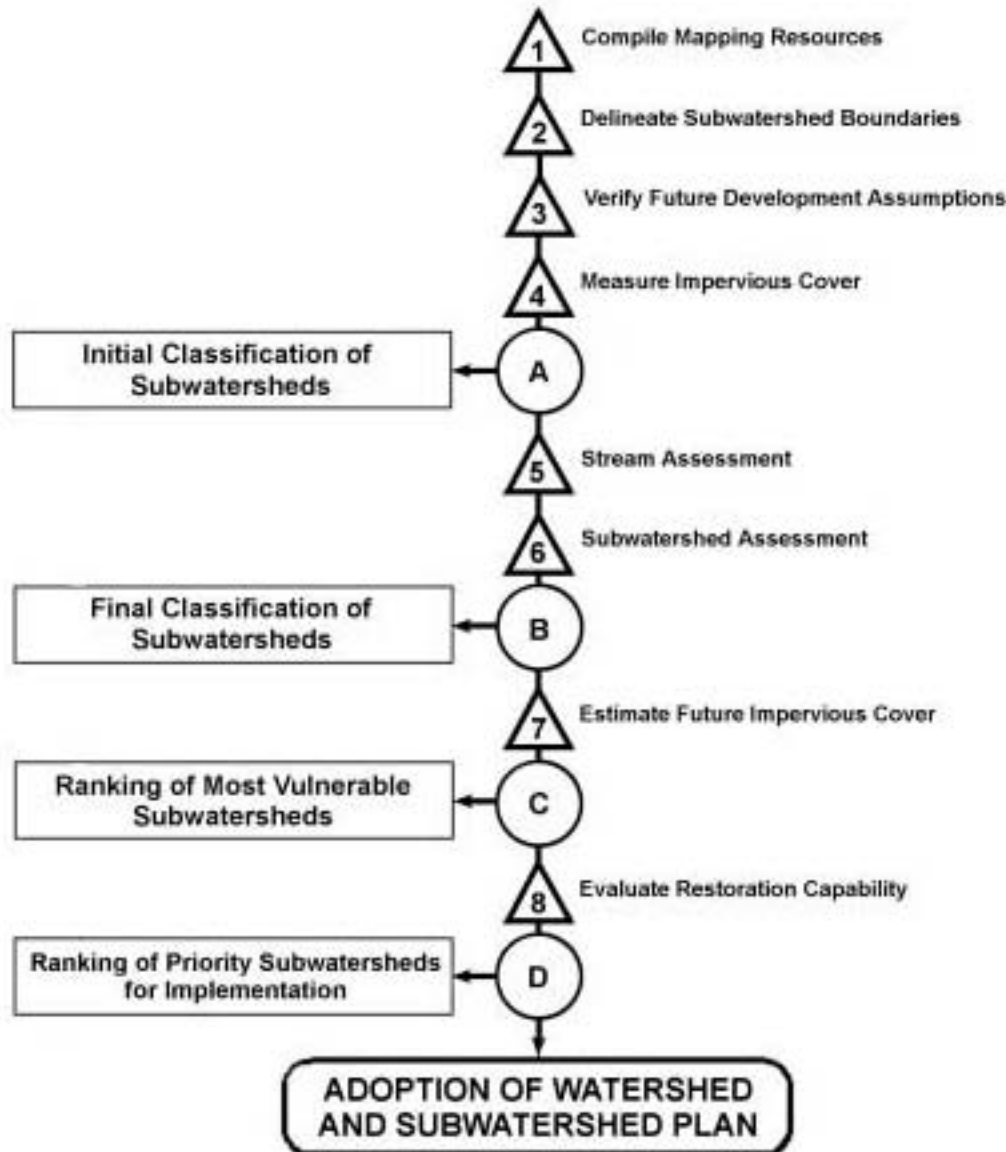 1 Compile Mapping Resources
2 Delineate Subwatershed Boundaries
3 Verify Future Development Assumptions
4 Measure Impervious Cover
Initial Classification of
Subwatersheds
A
5 Stream Assessment
6 Subwatershed Assessment
Final Classification of
Subwatersheds
B
7 Estimate Future Impervious Cover
Ranking of Most Vulnerable
Subwatersheds
C
8 Evaluate Restoration Capability
Ranking of Priority Subwatersheds
for Implementation
D
ADOPTION OF WATERSHED
AND SUBWATERSHED PLAN